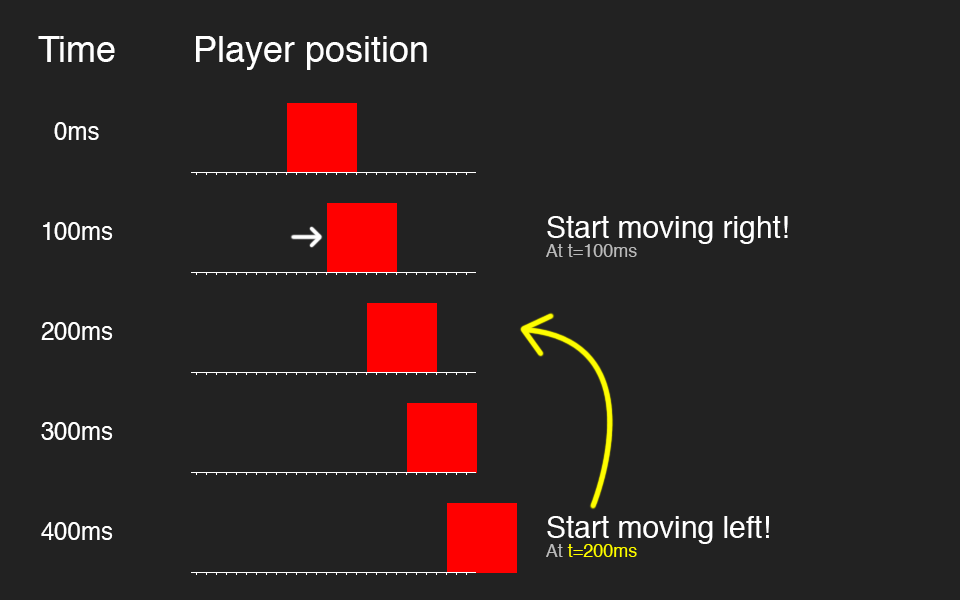 Time Player position
0ms
100ms Start moving right!
At t=100ms
200ms
300ms
400ms Start moving left!
At t=200ms